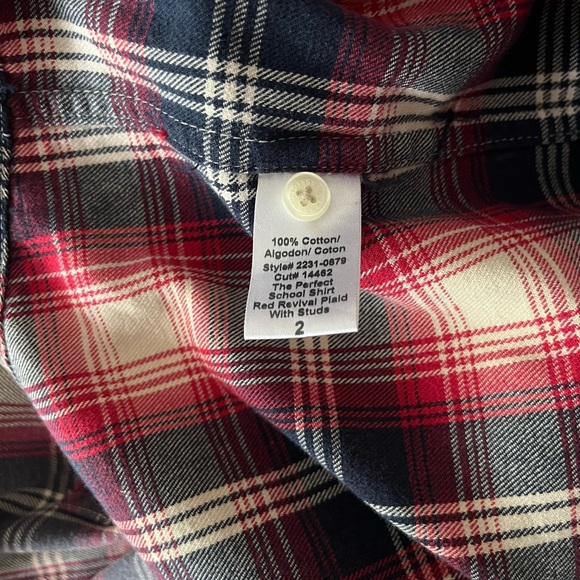 100% Cotton/
Algodon/ Coton
Style# 2231-0879
Cut# 14462
The Perfect
School Shirt
Red Revival Plaid
With Studs
2